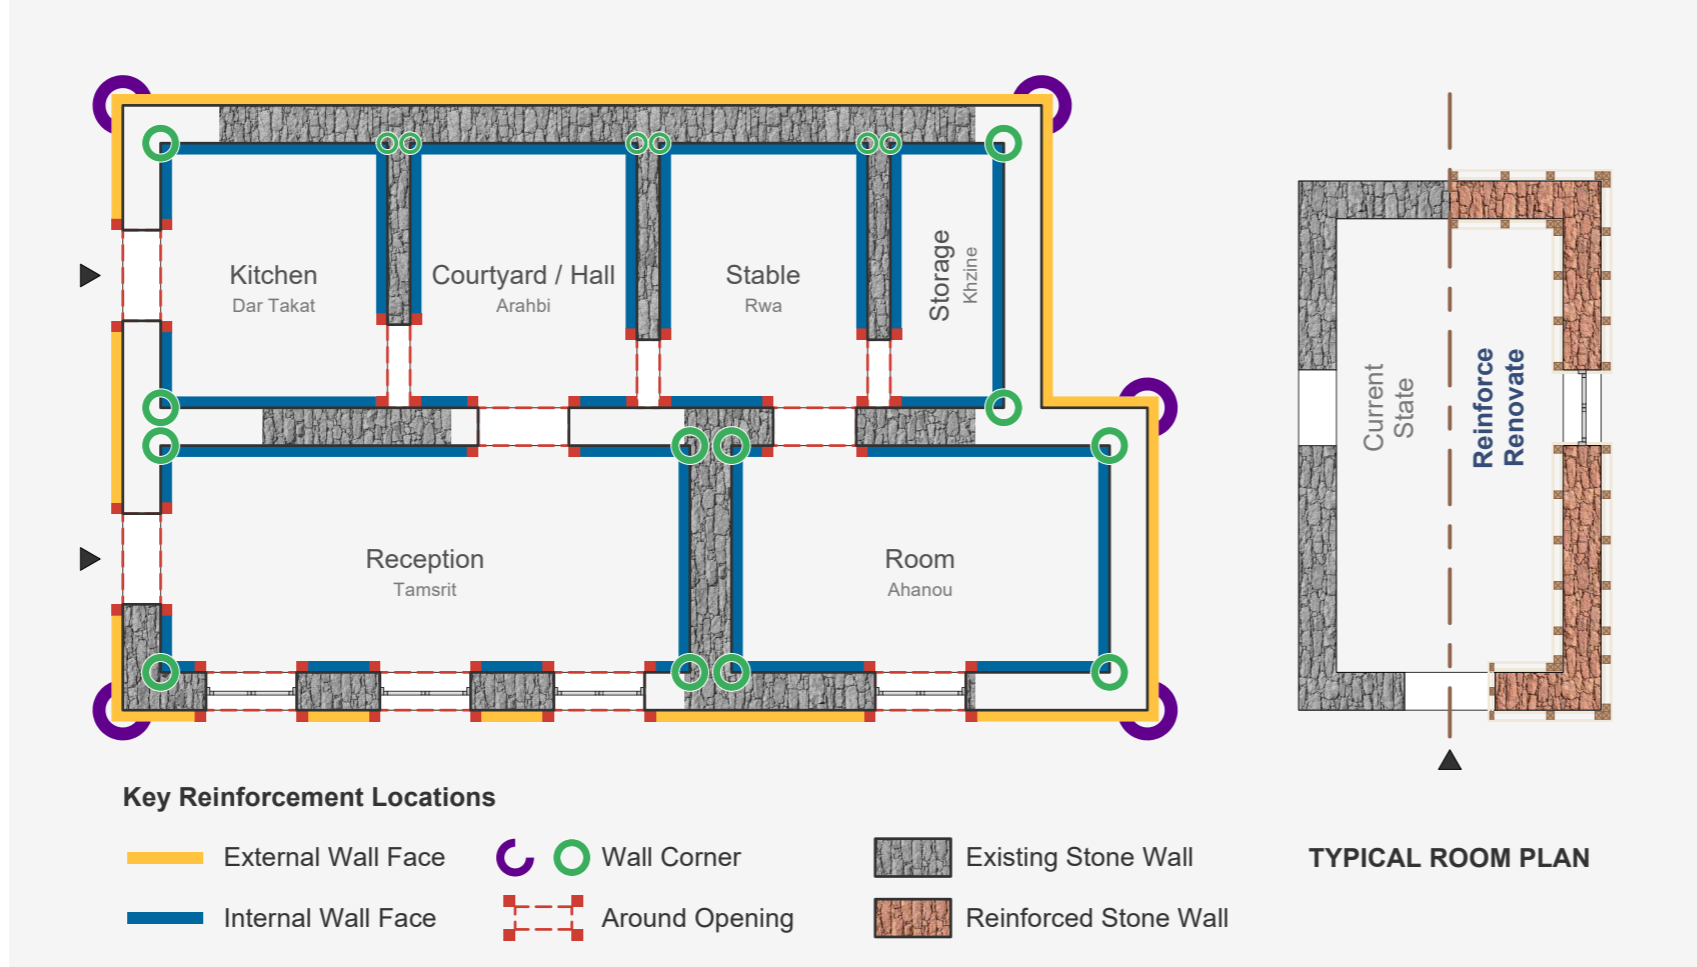 Kitchen
Dar Takat
Courtyard / Hall
Arahbi
Stable
Rwa
Storage
Khzine
Reception
Tamsrit
Room
Ahanou
Current
State
Reinforce
Renovate
Key Reinforcement Locations
External Wall Face
Wall Corner
Existing Stone Wall
Internal Wall Face
Around Opening
Reinforced Stone Wall
TYPICAL ROOM PLAN